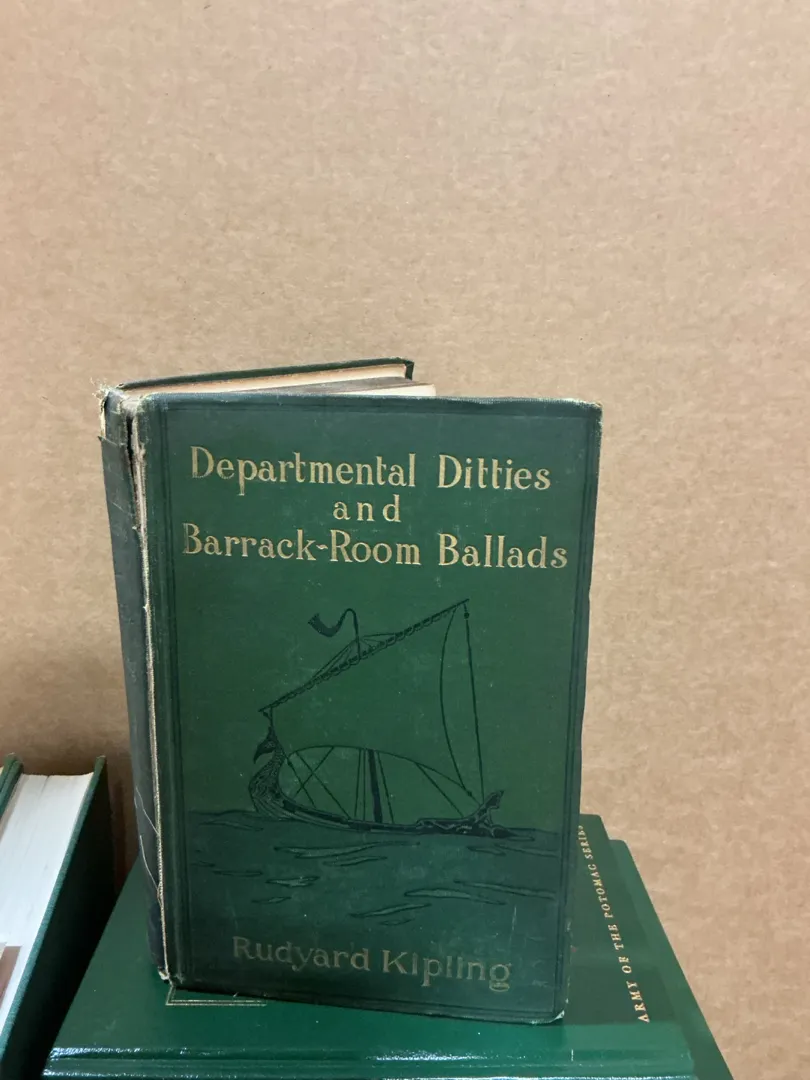 Departmental Ditties
and
Barrack-Room Ballads
Rudyard Kipling
ARMY OF THE POTOMAC SERIES